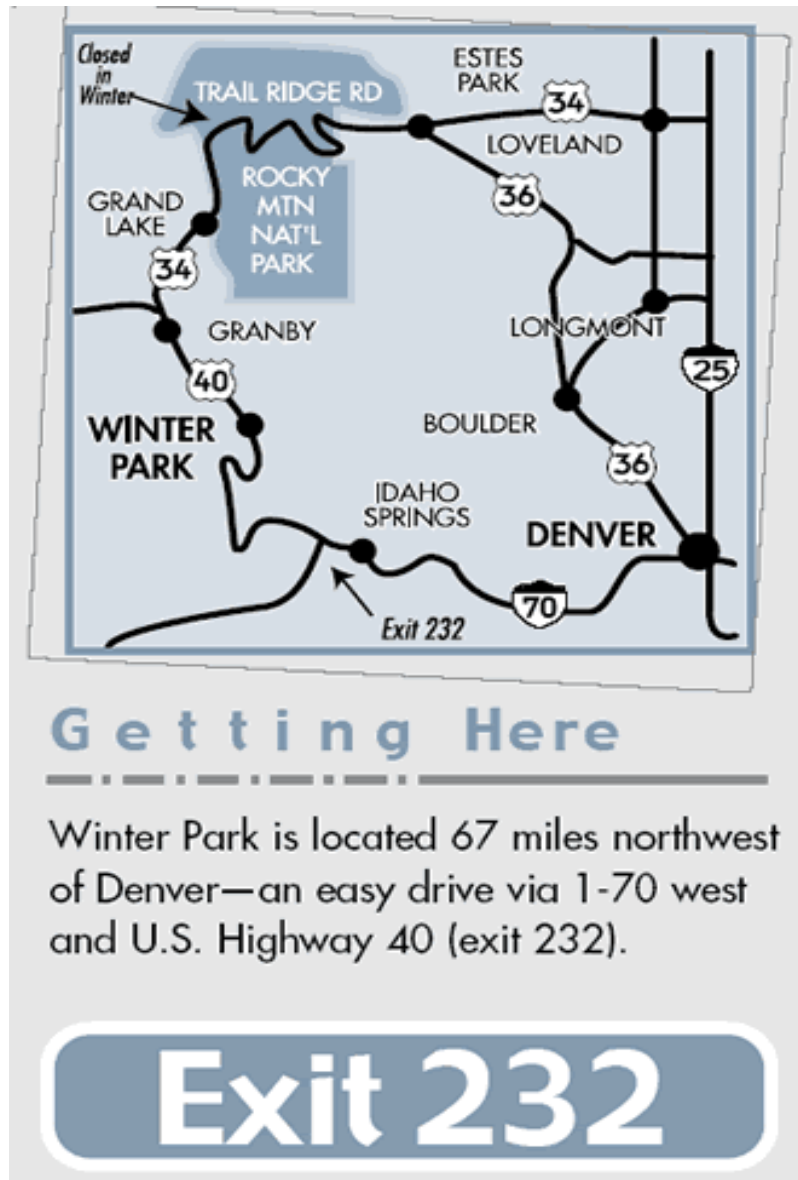 Closed
in
Winter
TRAIL RIDGE RD
ESTES
PARK
34
LOVELAND
36
ROCKY
MTN
NAT'L
PARK
GRAND
LAKE
34
GRANBY
LONGMONT
25
40
WINTER
PARK
BOULDER
36
IDAHO
SPRINGS
DENVER
70
Exit 232
Getting Here
Winter Park is located 67 miles northwest
of Denver—an easy drive via 1-70 west
and U.S. Highway 40 (exit 232).
Exit 232